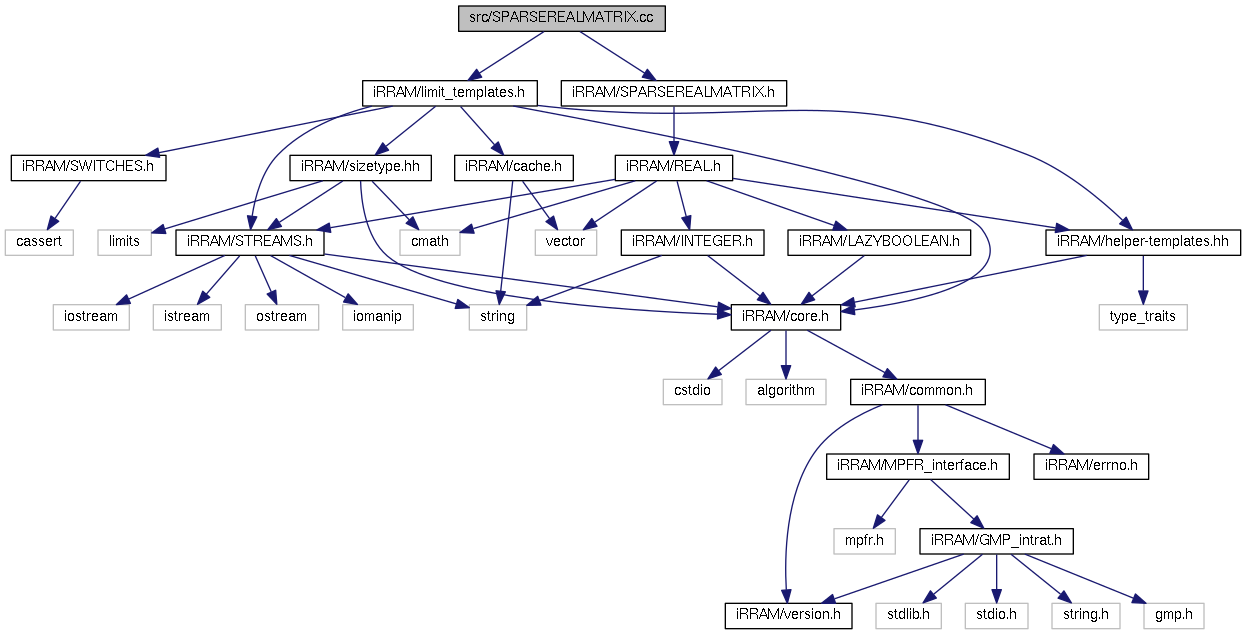 src/SPARSEREALMATRIX.cc
iRRAM/limit_templates.h
iRRAM/SPARSEREALMATRIX.h
iRRAM/SWITCHES.h
iRRAM/sizetype.hh
iRRAM/cache.h
iRRAM/REAL.h
cassert
limits
iRRAM/STREAMS.h
cmath
vector
iRRAM/INTEGER.h
iRRAM/LAZYBOOLEAN.h
iRRAM/helper-templates.hh
iostream
istream
ostream
iomanip
string
iRRAM/core.h
type_traits
cstdio
algorithm
iRRAM/common.h
iRRAM/MPFR_interface.h
iRRAM/errno.h
mpfr.h
iRRAM/GMP_intrat.h
iRRAM/version.h
stdlib.h
stdio.h
string.h
gmp.h